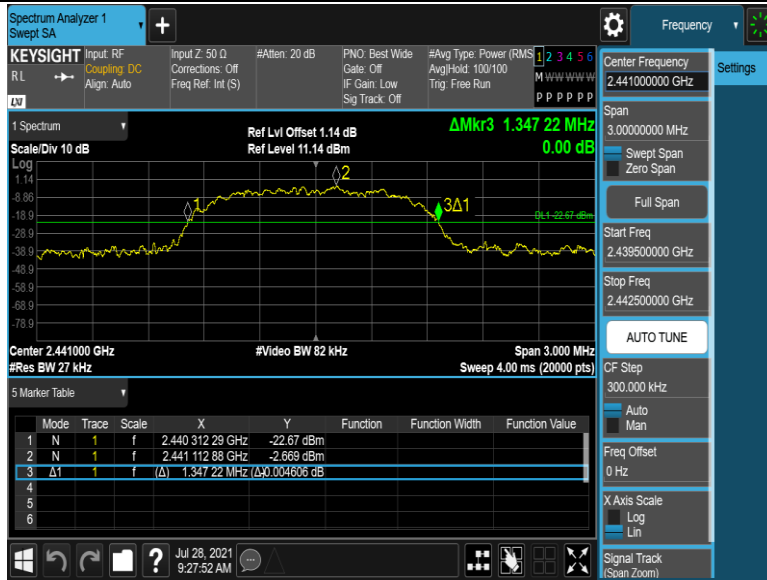 Spectrum Analyzer 1
Swept SA
Frequency
KEYSIGHT
RL
LXI
Input: RF
Coupling: DC
Align: Auto
Input Z: 50 Ω
Corrections: Off
Freq Ref: Int (S)
#Atten: 20 dB
PNO: Best Wide
Gate: Off
IF Gain: Low
Sig Track: Off
#Avg Type: Power (RMS
Avg|Hold: 100/100
Trig: Free Run
1 2 3 4 5 6
M W W W W W
P P P P P P
1 Spectrum
Scale/Div 10 dB
Ref Lvl Offset 1.14 dB
Ref Level 11.14 dBm
ΔMkr3 1.347 22 MHz
0.00 dB
Log
1.14
-8.86
-18.9
-28.9
-38.9
-48.9
-58.9
-68.9
-78.9
1
2
3Δ1
DL1 -22.67 dBm
Center 2.441000 GHz
#Video BW 82 kHz
Span 3.000 MHz
#Res BW 27 kHz
Sweep 4.00 ms (20000 pts)
5 Marker Table
Mode Trace Scale X Y Function Function Width Function Value
1 N 1 f 2.440 312 29 GHz -22.67 dBm
2 N 1 f 2.441 112 88 GHz -2.669 dBm
3 Δ1 1 f (Δ) 1.347 22 MHz (Δ) -0.004606 dB
4
5
6
Jul 28, 2021
9:27:52 AM
Center Frequency
2.441000000 GHz
Settings
Span
3.00000000 MHz
Swept Span
Zero Span
Full Span
Start Freq
2.439500000 GHz
Stop Freq
2.442500000 GHz
AUTO TUNE
CF Step
300.000 kHz
Auto
Man
Freq Offset
0 Hz
X Axis Scale
Log
Lin
Signal Track
(Span Zoom)